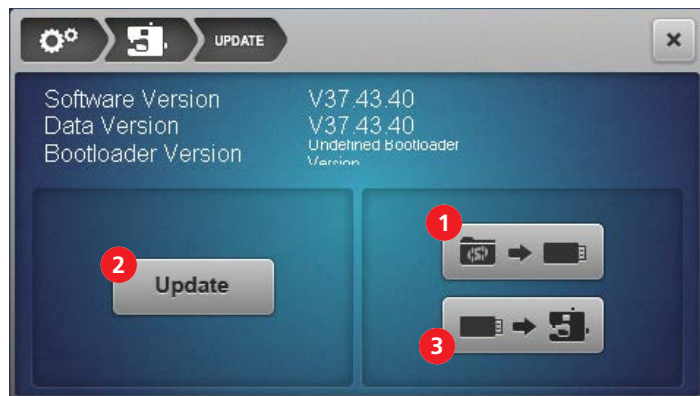 UPDATE
Software Version V37.43.40
Data Version V37.43.40
Bootloader Version Undefined Bootloader
Version
1
2
Update
3